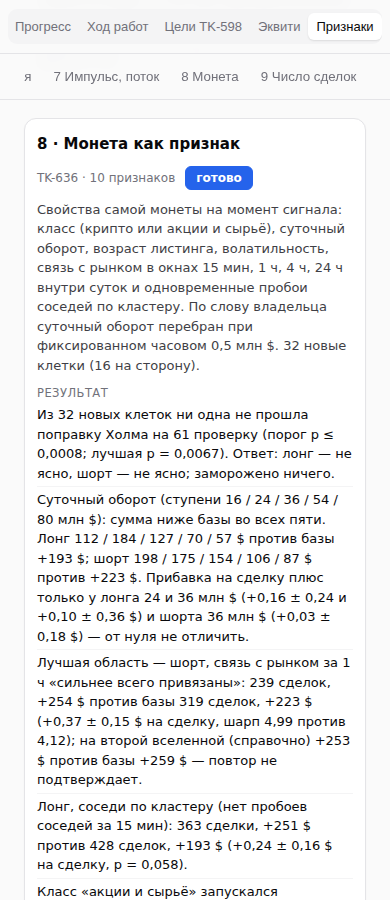 Прогресс Ход работ Цели TK-598 Эквити Признаки
я 7 Импульс, поток 8 Монета 9 Число сделок
8 · Монета как признак
TK-636 · 10 признаков готово
Свойства самой монеты на момент сигнала:
класс (крипто или акции и сырьё), суточный
оборот, возраст листинга, волатильность,
связь с рынком в окнах 15 мин, 1 ч, 4 ч, 24 ч
внутри суток и одновременные пробои
соседей по кластеру. По слову владельца
суточный оборот перебран при
фиксированном часовом 0,5 млн $. 32 новые
клетки (16 на сторону).
РЕЗУЛЬТАТ
Из 32 новых клеток ни одна не прошла
поправку Холма на 61 проверку (порог p ≤
0,0008; лучшая p = 0,0067). Ответ: лонг — не
ясно, шорт — не ясно; заморожено ничего.
Суточный оборот (ступени 16 / 24 / 36 / 54 /
80 млн $): сумма ниже базы во всех пяти.
Лонг 112 / 184 / 127 / 70 / 57 $ против базы
+193 $; шорт 198 / 175 / 154 / 106 / 87 $
против +223 $. Прибавка на сделку плюс
только у лонга 24 и 36 млн $ (+0,16 ± 0,24 и
+0,10 ± 0,36 $) и шорта 36 млн $ (+0,03 ±
0,18 $) — от нуля не отличить.
Лучшая область — шорт, связь с рынком за 1
ч «сильнее всего привязаны»: 239 сделок,
+254 $ против базы 319 сделок, +223 $
(+0,37 ± 0,15 $ на сделку, шарп 4,99 против
4,12); на второй вселенной (справочно) +253
$ против базы +259 $ — повтор не
подтверждает.
Лонг, соседи по кластеру (нет пробоев
соседей за 15 мин): 363 сделки, +251 $
против 428 сделок, +193 $ (+0,24 ± 0,16 $
на сделку, p = 0,058).
Класс «акции и сырьё» запускался